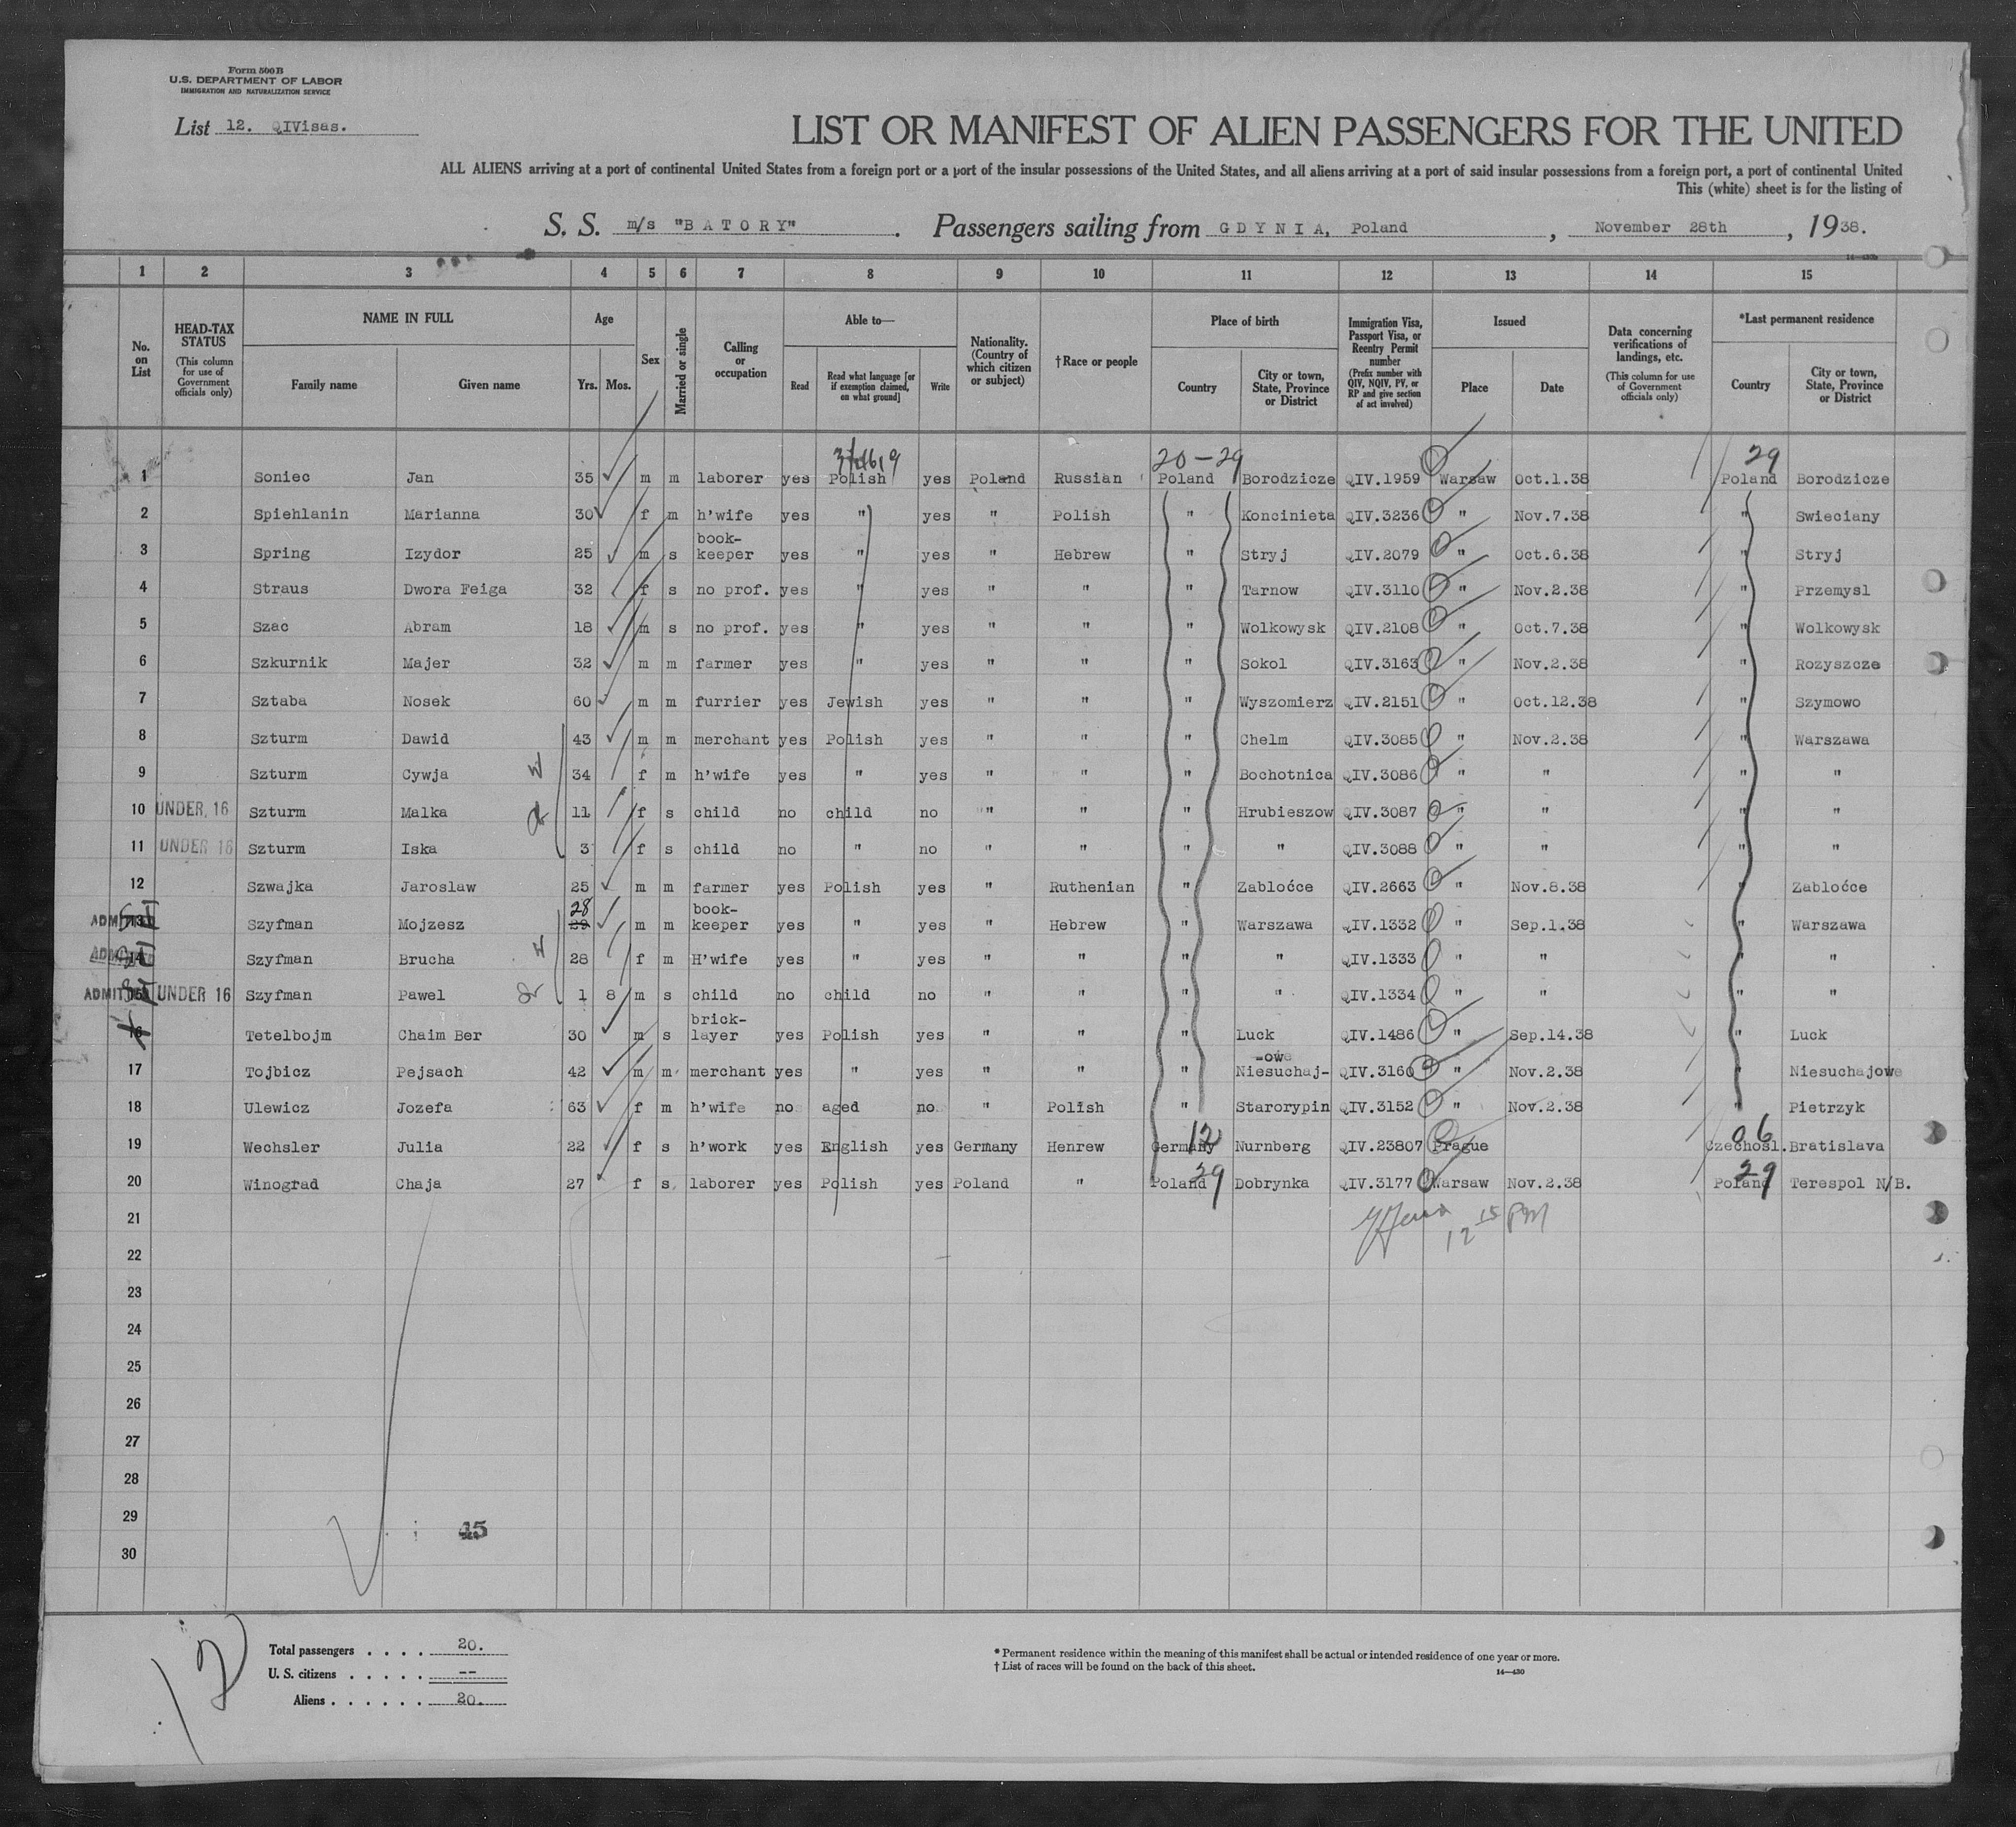 Form 500 B
U.S. DEPARTMENT OF LABOR
IMMIGRATION AND NATURALIZATION SERVICE
List 12. QIVisas.
LIST OR MANIFEST OF ALIEN PASSENGERS FOR THE UNITED
ALL ALIENS arriving at a port of continental United States from a foreign port or a port of the insular possessions of the United States, and all aliens arriving at a port of said insular possessions from a foreign port, a port of continental United
This (white) sheet is for the listing of
S. S. m/s "BATORY" . Passengers sailing from GDYNIA, Poland , November 28th , 1938.
1 2 3 4 5 6 7 8 9 10 11 12 13 14 15
No. on List
HEAD-TAX STATUS (This column for use of Government officials only)
NAME IN FULL Family name Given name
Age Yrs. Mos.
Sex
Married or single
Calling or occupation
Able to— Read Read what language [or if exemption claimed, on what ground] Write
Nationality. (Country of which citizen or subject)
†Race or people
Place of birth Country City or town, State, Province or District
Immigration Visa, Passport Visa, or Reentry Permit number (Prefix number with QIV, NQIV, PV, or RP and give section of act involved)
Issued Place Date
Data concerning verifications of landings, etc. (This column for use of Government officials only)
*Last permanent residence Country City or town, State, Province or District
20-29 29
1 Soniec Jan 35 m m laborer yes Polish yes Poland Russian Poland Borodzicze QIV.1959 Warsaw Oct.1.38 Poland Borodzicze
2 Spiehlanin Marianna 30 f m h'wife yes " yes " Polish " Koncinieta QIV.3236 " Nov.7.38 " Swieciany
3 Spring Izydor 25 m s book-keeper yes " yes " Hebrew " Stryj QIV.2079 " Oct.6.38 " Stryj
4 Straus Dwora Feiga 32 f s no prof. yes " yes " " " Tarnow QIV.3110 " Nov.2.38 " Przemysl
5 Szac Abram 18 m s no prof. yes " yes " " " Wolkowysk QIV.2108 " Oct.7.38 " Wolkowysk
6 Szkurnik Majer 32 m m farmer yes " yes " " " Sokol QIV.3163 " Nov.2.38 " Rozyszcze
7 Sztaba Nosek 60 m m furrier yes Jewish yes " " " Wyszomierz QIV.2151 " Oct.12.38 " Szymowo
8 Szturm Dawid 43 m m merchant yes Polish yes " " " Chelm QIV.3085 " Nov.2.38 " Warszawa
9 Szturm Cywja W 34 f m h'wife yes " yes " " " Bochotnica QIV.3086 " " " "
10 UNDER 16 Szturm Malka 11 f s child no child no " " " Hrubieszow QIV.3087 " " " "
11 UNDER 16 Szturm Iska 3 f s child no " no " " " " QIV.3088 " " " "
12 Szwajka Jaroslaw 25 m m farmer yes Polish yes " Ruthenian " Zabloćce QIV.2663 " Nov.8.38 " Zabloćce
ADMITTED 13 Szyfman Mojzesz 28 29 m m book-keeper yes " yes " Hebrew " Warszawa QIV.1332 " Sep.1.38 " Warszawa
ADMITTED 14 Szyfman Brucha W 28 f m H'wife yes " yes " " " " QIV.1333 " " " "
ADMITTED 15 UNDER 16 Szyfman Pawel 1 8 m s child no child no " " " " QIV.1334 " " " "
16 Tetelbojm Chaim Ber 30 m s brick-layer yes Polish yes " " " Luck QIV.1486 " Sep.14.38 " Luck
17 Tojbicz Pejsach 42 m m merchant yes " yes " " " Niesuchaj-owe QIV.3160 " Nov.2.38 " Niesuchajowe
18 Ulewicz Jozefa 63 f m h'wife no aged no " Polish " Starorypin QIV.3152 " Nov.2.38 " Pietrzyk
12 06
19 Wechsler Julia 22 f s h'work yes English yes Germany Henrew Germany Nurnberg QIV.23807 Prague Czechosl. Bratislava
29 29
20 Winograd Chaja 27 f s laborer yes Polish yes Poland " Poland Dobrynka QIV.3177 Warsaw Nov.2.38 Poland Terespol N/B.
21 12 15 PM
22
23
24
25
26
27
28
29 45
30
12
Total passengers . . . . 20.
U. S. citizens . . . . . --
Aliens . . . . . . 20.
* Permanent residence within the meaning of this manifest shall be actual or intended residence of one year or more.
† List of races will be found on the back of this sheet. 14—430